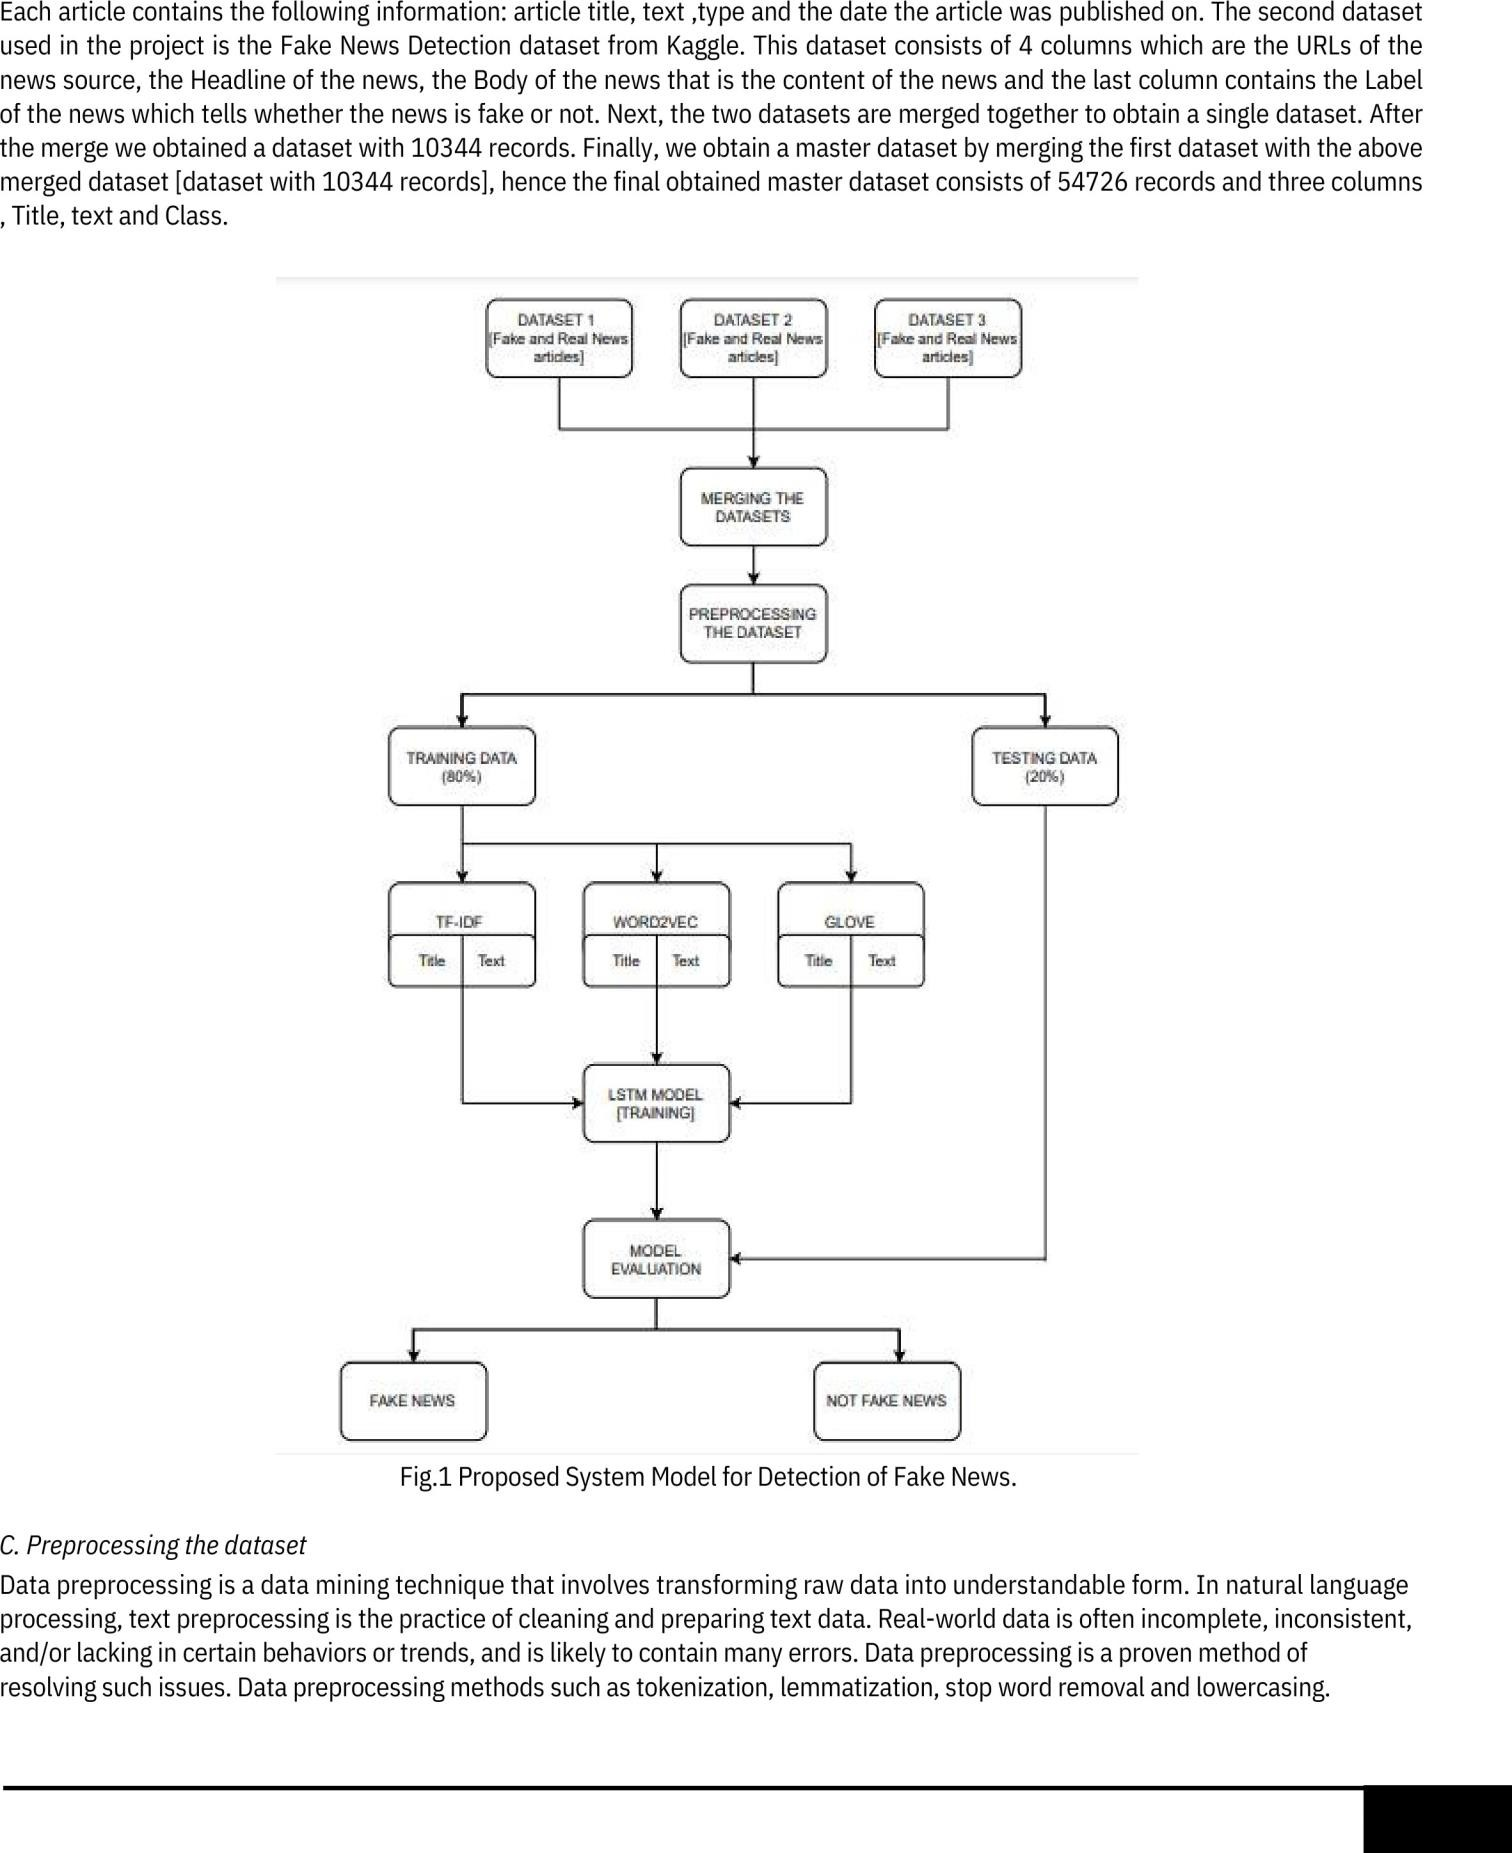 Each article contains the following information: article title, text ,type and the date the article was published on. The second dataset
used in the project is the Fake News Detection dataset from Kaggle. This dataset consists of 4 columns which are the URLs of the
news source, the Headline of the news, the Body of the news that is the content of the news and the last column contains the Label
of the news which tells whether the news is fake or not. Next, the two datasets are merged together to obtain a single dataset. After
the merge we obtained a dataset with 10344 records. Finally, we obtain a master dataset by merging the first dataset with the above
merged dataset [dataset with 10344 records], hence the final obtained master dataset consists of 54726 records and three columns
, Title, text and Class.
DATASET 1
[Fake and Real News
articles]
DATASET 2
[Fake and Real News
articles]
DATASET 3
[Fake and Real News
articles]
MERGING THE
DATASETS
PREPROCESSING
THE DATASET
TRAINING DATA
(80%)
TESTING DATA
(20%)
TF-IDF
Title Text
WORD2VEC
Title Text
GLOVE
Title Text
LSTM MODEL
[TRAINING]
MODEL
EVALUATION
FAKE NEWS
NOT FAKE NEWS
Fig.1 Proposed System Model for Detection of Fake News.
C. Preprocessing the dataset
Data preprocessing is a data mining technique that involves transforming raw data into understandable form. In natural language
processing, text preprocessing is the practice of cleaning and preparing text data. Real-world data is often incomplete, inconsistent,
and/or lacking in certain behaviors or trends, and is likely to contain many errors. Data preprocessing is a proven method of
resolving such issues. Data preprocessing methods such as tokenization, lemmatization, stop word removal and lowercasing.